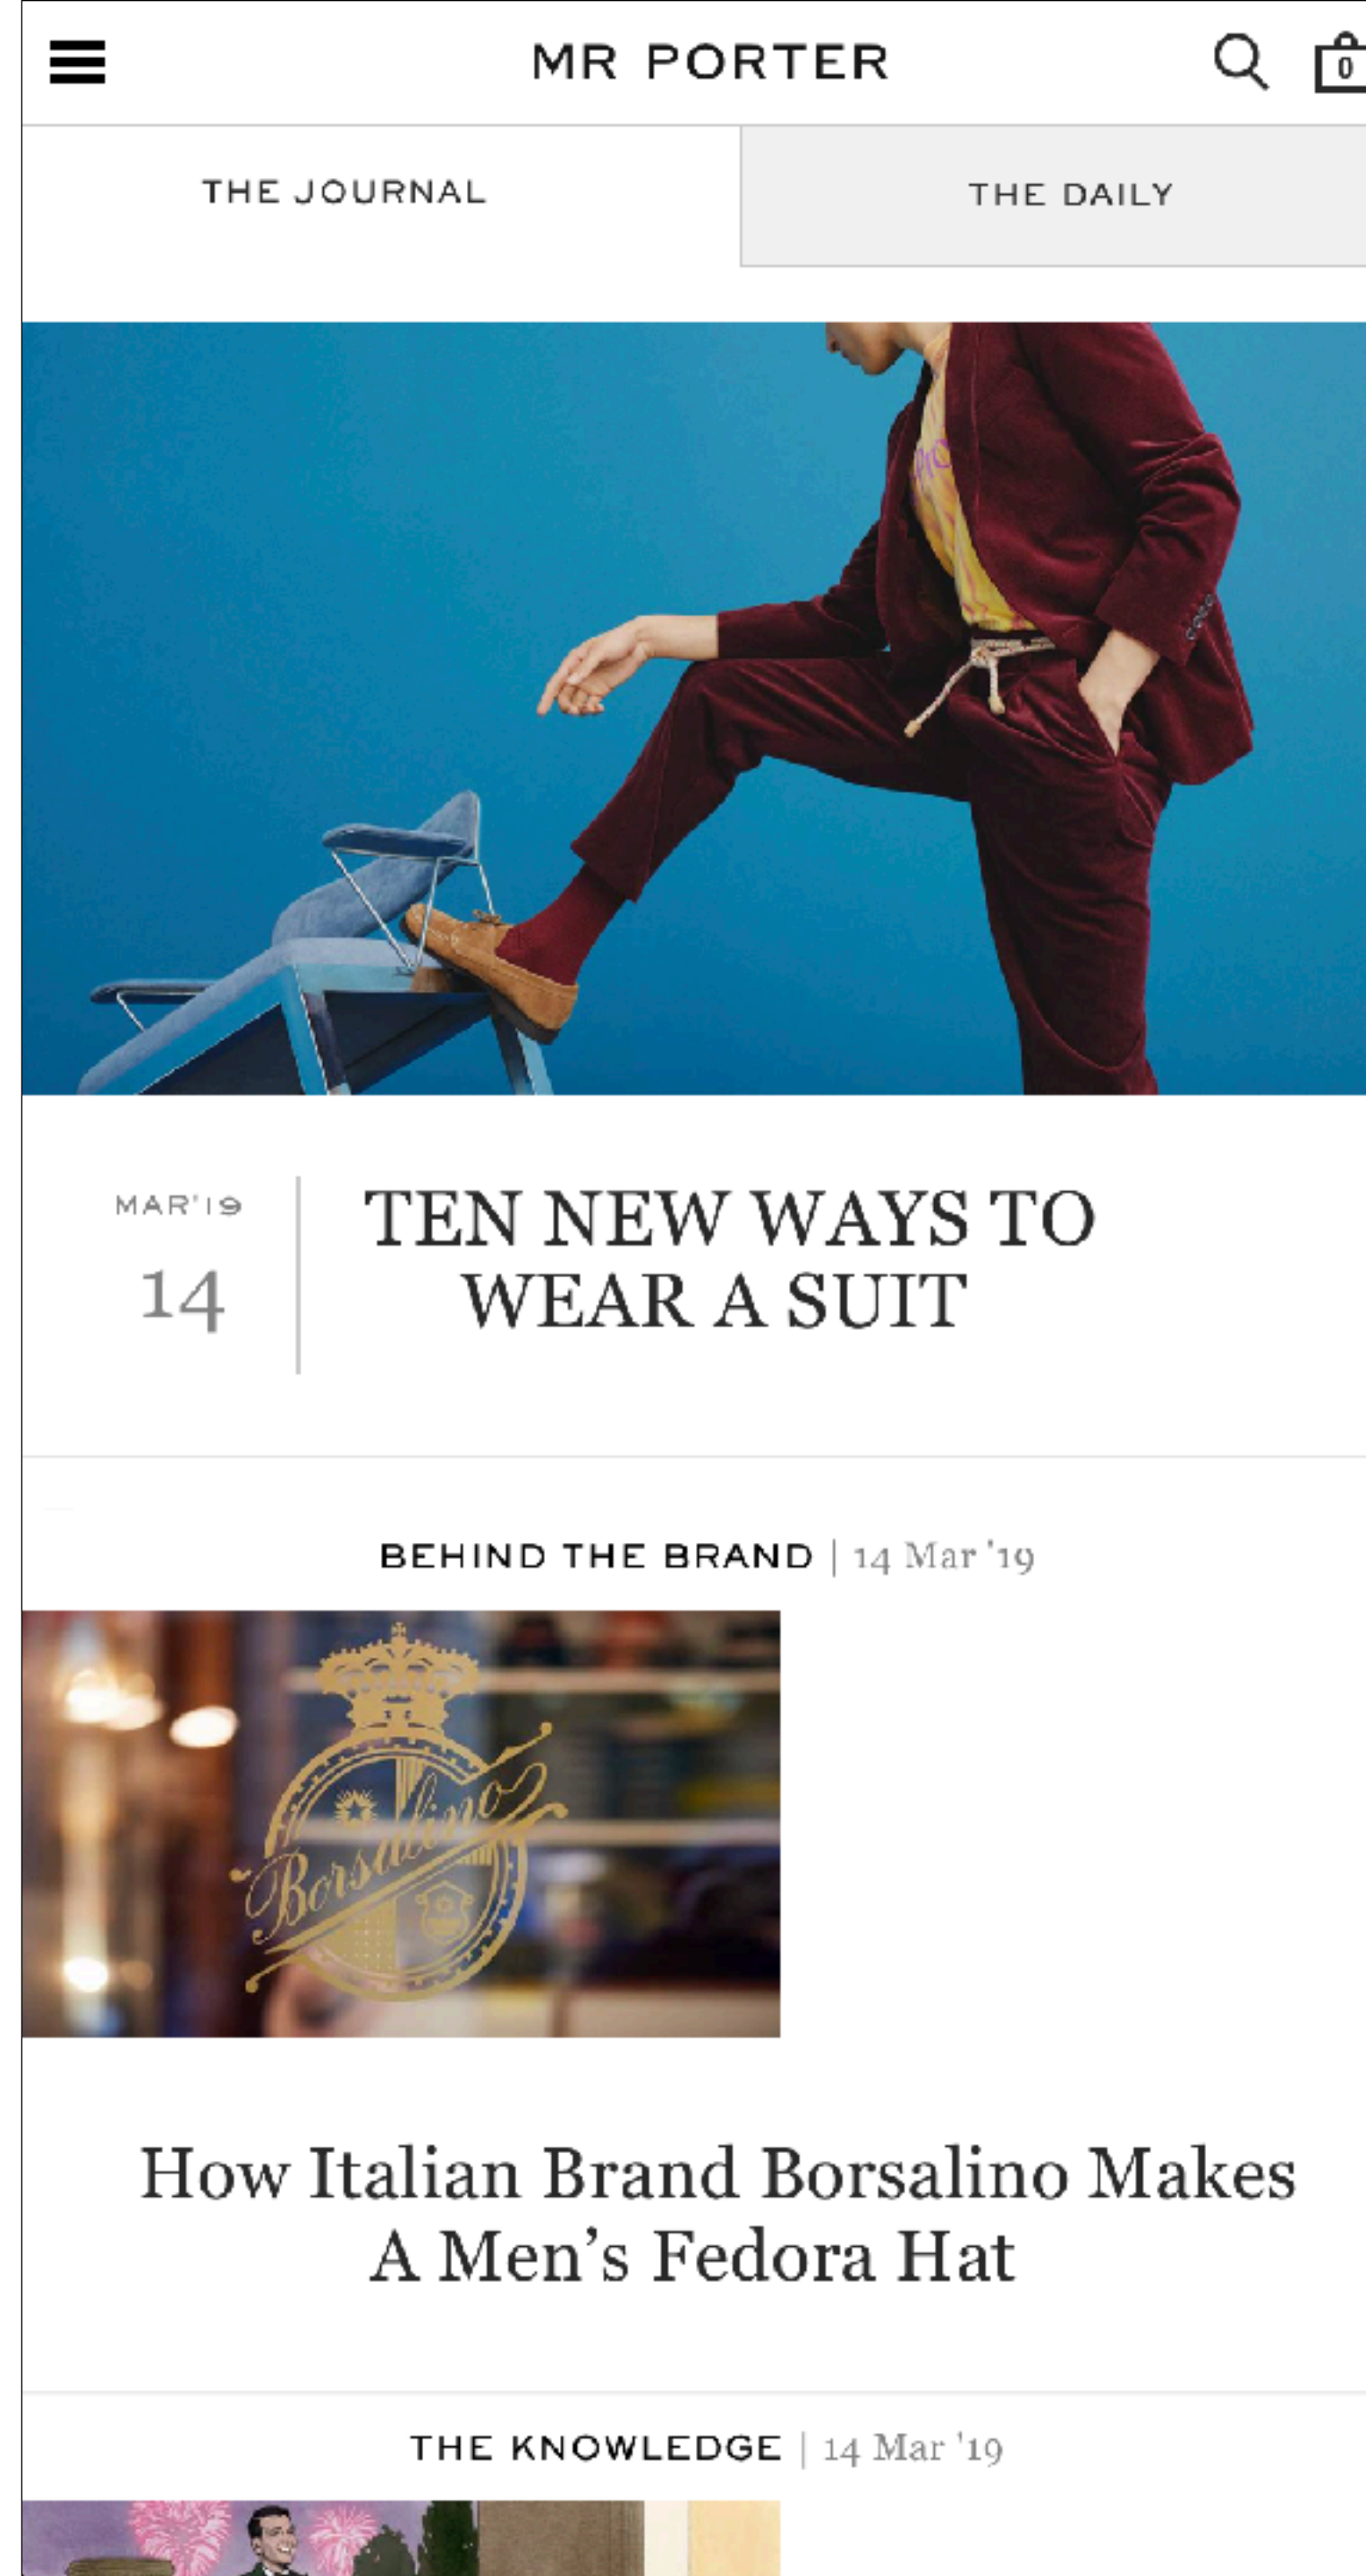 MR PORTER
0
THE JOURNAL
THE DAILY
MAR'19
14
TEN NEW WAYS TO
WEAR A SUIT
BEHIND THE BRAND | 14 Mar '19
Borsalino
How Italian Brand Borsalino Makes
A Men’s Fedora Hat
THE KNOWLEDGE | 14 Mar '19